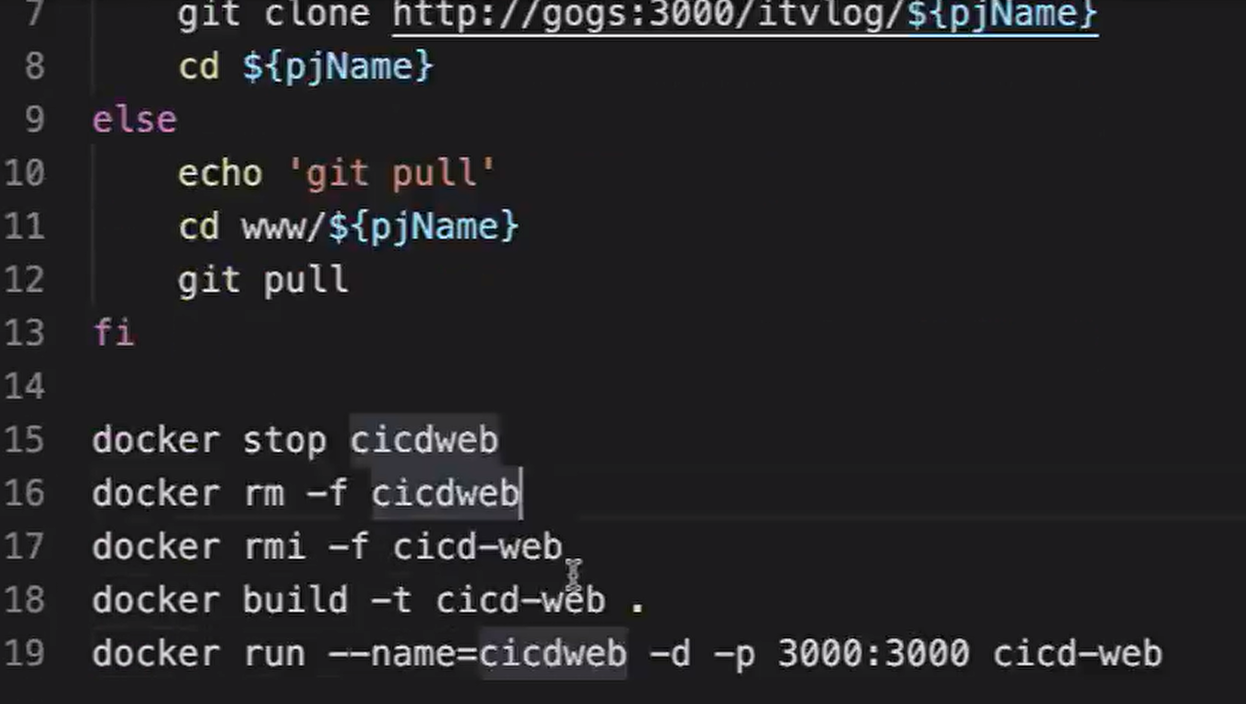 7 git clone http://gogs:3000/itvlog/${pjName}
8 cd ${pjName}
9 else
10 echo 'git pull'
11 cd www/${pjName}
12 git pull
13 fi
14
15 docker stop cicdweb
16 docker rm -f cicdweb
17 docker rmi -f cicd-web
18 docker build -t cicd-web .
19 docker run --name=cicdweb -d -p 3000:3000 cicd-web